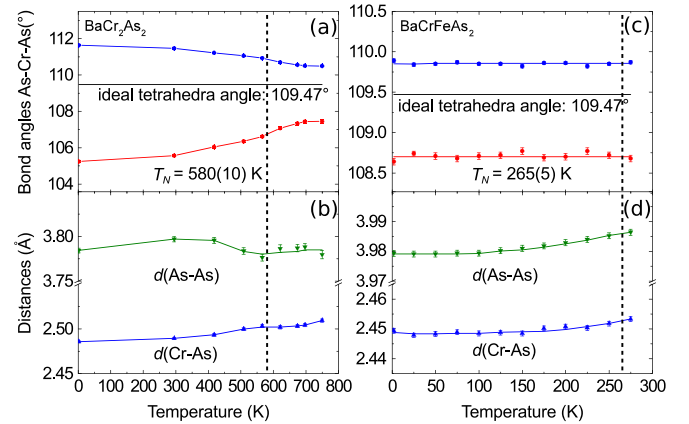 BaCr₂As₂ (a)
Bond angles As-Cr-As(°)
112
110
108
106
104
ideal tetrahedra angle: 109.47°
T_N = 580(10) K
BaCrFeAs₂ (c)
110.5
110.0
109.5
109.0
108.5
ideal tetrahedra angle: 109.47°
T_N = 265(5) K
(b)
Distances (Å)
3.80
3.75
2.50
2.45
d(As-As)
d(Cr-As)
0 100 200 300 400 500 600 700 800
Temperature (K)
(d)
3.99
3.98
3.97
2.46
2.45
2.44
d(As-As)
d(Cr-As)
0 50 100 150 200 250 300
Temperature (K)